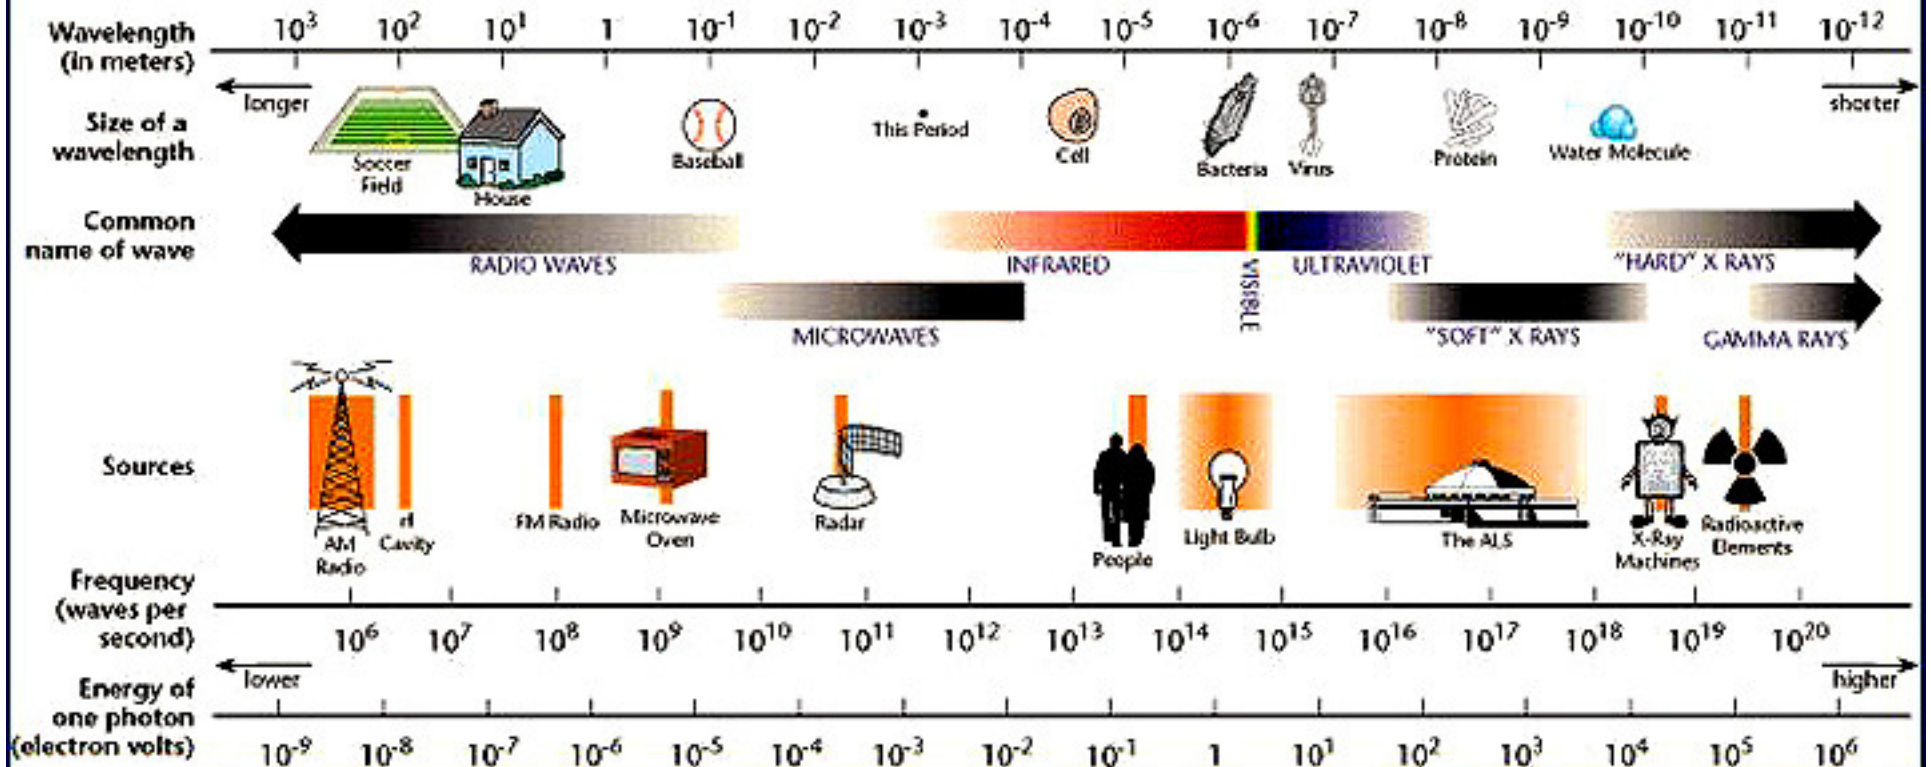 Wavelength
(in meters)
10³ 10² 10¹ 1 10⁻¹ 10⁻² 10⁻³ 10⁻⁴ 10⁻⁵ 10⁻⁶ 10⁻⁷ 10⁻⁸ 10⁻⁹ 10⁻¹⁰ 10⁻¹¹ 10⁻¹²
longer
shorter
Size of a
wavelength
Soccer
Field
House
Baseball
This Period
Cell
Bacteria
Virus
Protein
Water Molecule
Common
name of wave
RADIO WAVES
INFRARED
VISIBLE
ULTRAVIOLET
"HARD" X RAYS
MICROWAVES
"SOFT" X RAYS
GAMMA RAYS
Sources
AM
Radio
rf
Cavity
FM Radio
Microwave
Oven
Radar
People
Light Bulb
The ALS
X-Ray
Machines
Radioactive
Elements
Frequency
(waves per
second)
10⁶ 10⁷ 10⁸ 10⁹ 10¹⁰ 10¹¹ 10¹² 10¹³ 10¹⁴ 10¹⁵ 10¹⁶ 10¹⁷ 10¹⁸ 10¹⁹ 10²⁰
lower
higher
Energy of
one photon
(electron volts)
10⁻⁹ 10⁻⁸ 10⁻⁷ 10⁻⁶ 10⁻⁵ 10⁻⁴ 10⁻³ 10⁻² 10⁻¹ 1 10¹ 10² 10³ 10⁴ 10⁵ 10⁶